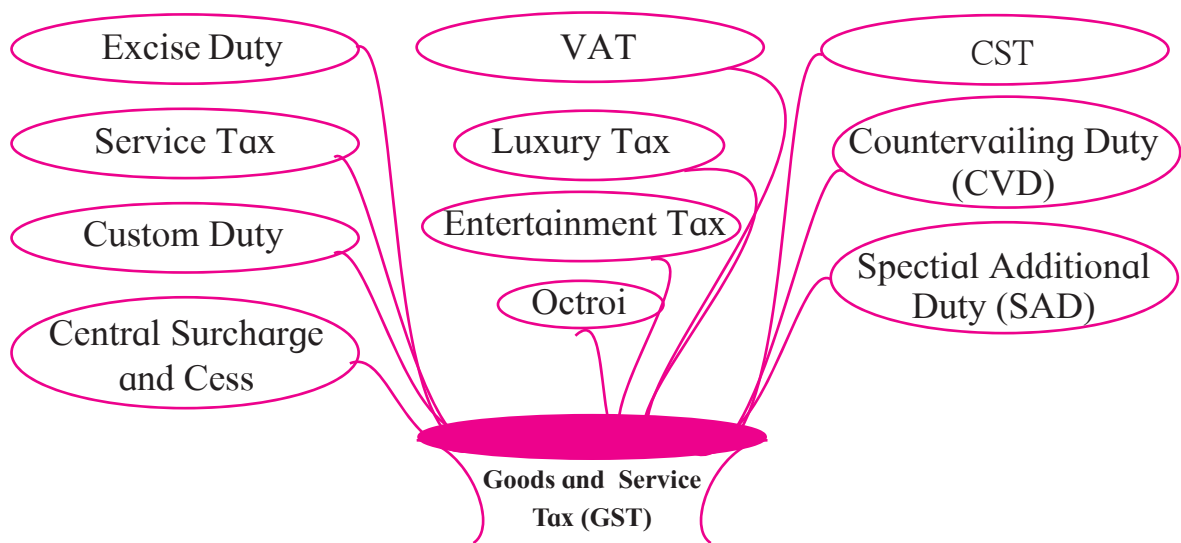 Excise Duty
Service Tax
Custom Duty
Central Surcharge
and Cess
VAT
Luxury Tax
Entertainment Tax
Octroi
CST
Countervailing Duty
(CVD)
Spectial Additional
Duty (SAD)
Goods and Service
Tax (GST)